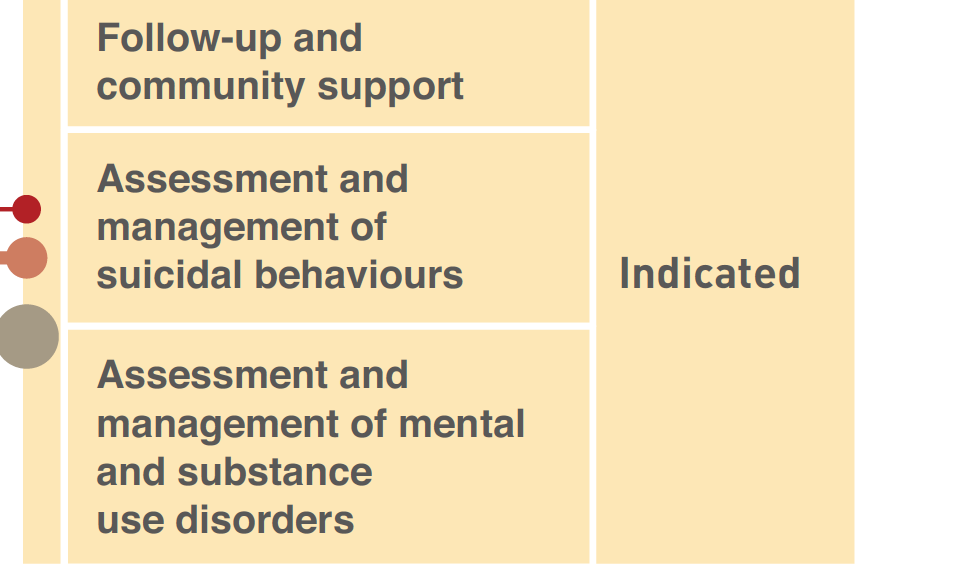 Follow-up and
community support
Assessment and
management of
suicidal behaviours
Indicated
Assessment and
management of mental
and substance
use disorders